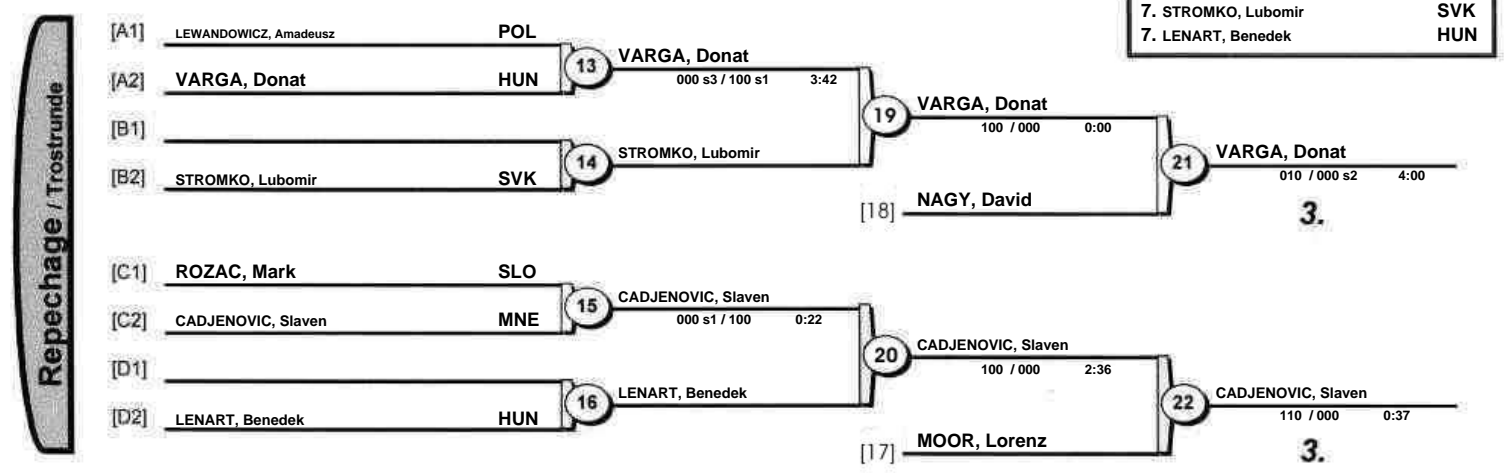 7. STROMKO, Lubomir SVK
7. LENART, Benedek HUN
Repechage / Trostrunde
[A1] LEWANDOWICZ, Amadeusz POL
13 VARGA, Donat
000 s3 / 100 s1 3:42
[A2] VARGA, Donat HUN
19 VARGA, Donat
100 / 000 0:00
[B1]
14 STROMKO, Lubomir
[B2] STROMKO, Lubomir SVK
21 VARGA, Donat
010 / 000 s2 4:00
[18] NAGY, David
3.
[C1] ROZAC, Mark SLO
15 CADJENOVIC, Slaven
000 s1 / 100 0:22
[C2] CADJENOVIC, Slaven MNE
20 CADJENOVIC, Slaven
100 / 000 2:36
[D1]
16 LENART, Benedek
[D2] LENART, Benedek HUN
22 CADJENOVIC, Slaven
110 / 000 0:37
[17] MOOR, Lorenz
3.